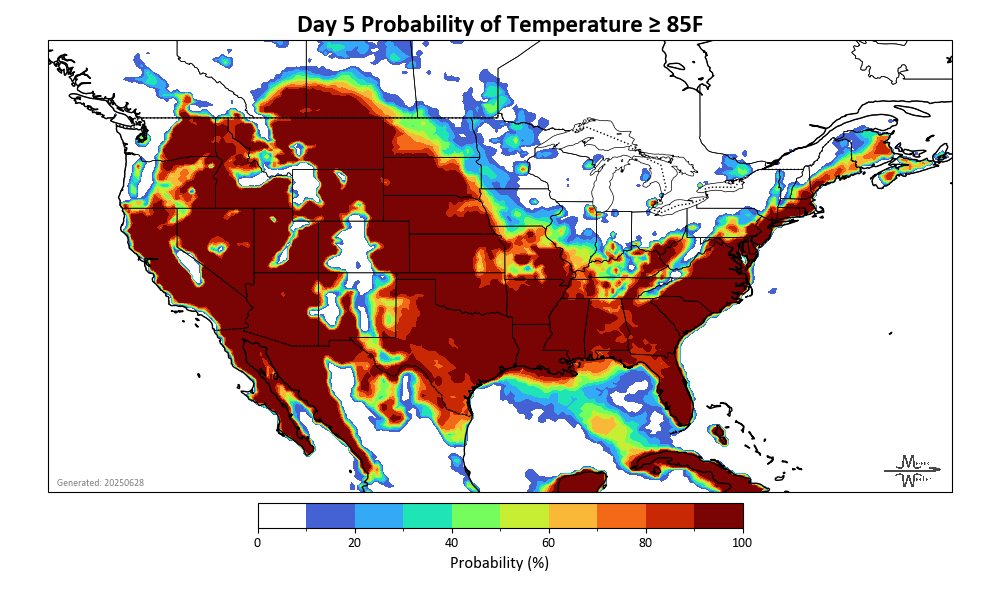 Day 5 Probability of Temperature ≥ 85F
Generated: 20250628
0 20 40 60 80 100
Probability (%)